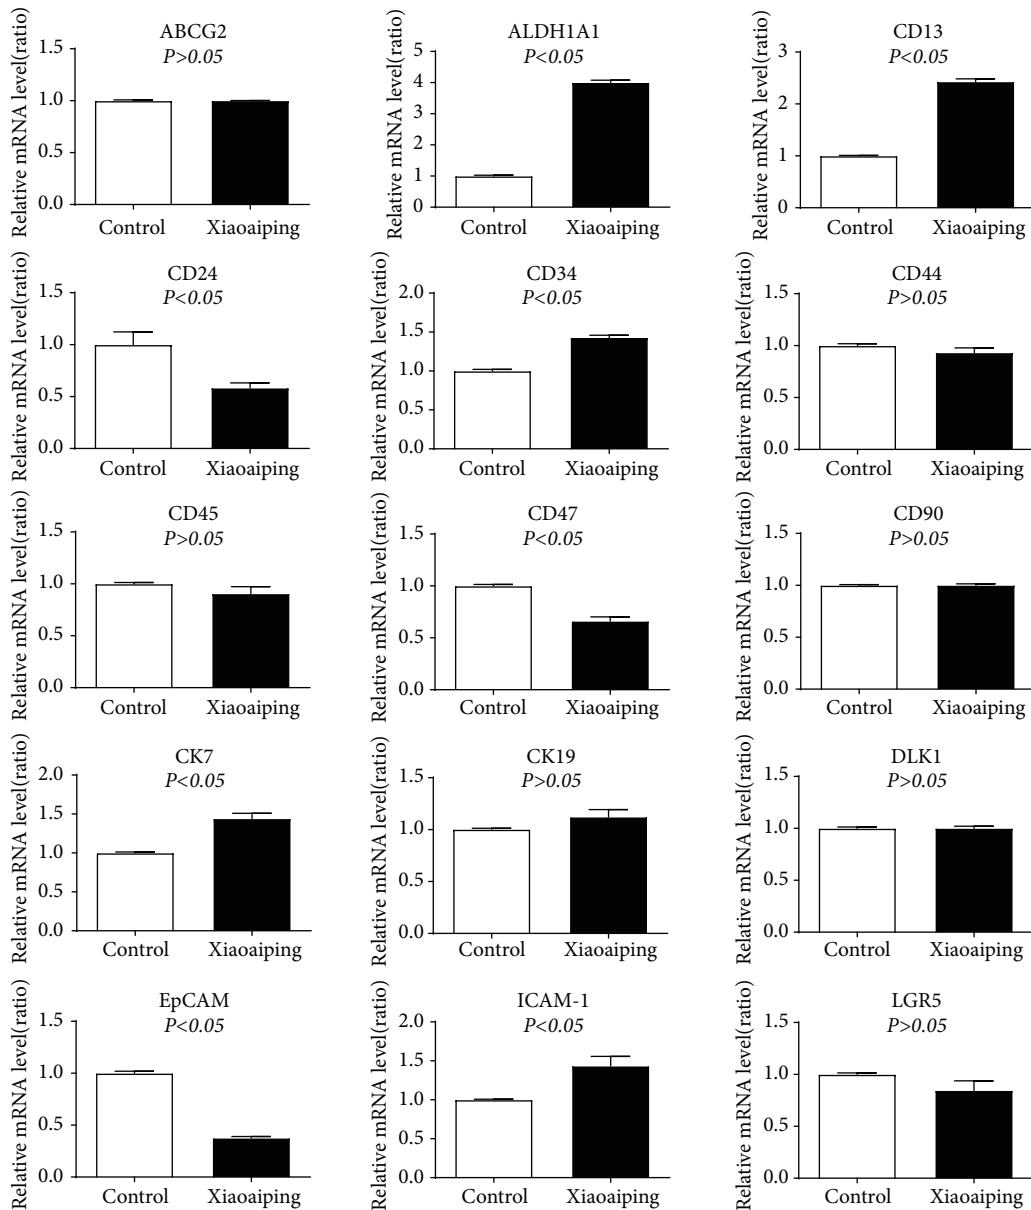 ABCG2
P>0.05
Relative mRNA level(ratio)
1.5
1.0
0.5
0.0
Control Xiaoaiping
ALDH1A1
P<0.05
Relative mRNA level(ratio)
5
4
3
2
1
0
Control Xiaoaiping
CD13
P<0.05
Relative mRNA level(ratio)
3
2
1
0
Control Xiaoaiping
CD24
P<0.05
Relative mRNA level(ratio)
1.5
1.0
0.5
0.0
Control Xiaoaiping
CD34
P<0.05
Relative mRNA level(ratio)
2.0
1.5
1.0
0.5
0.0
Control Xiaoaiping
CD44
P>0.05
Relative mRNA level(ratio)
1.5
1.0
0.5
0.0
Control Xiaoaiping
CD45
P>0.05
Relative mRNA level(ratio)
1.5
1.0
0.5
0.0
Control Xiaoaiping
CD47
P<0.05
Relative mRNA level(ratio)
1.5
1.0
0.5
0.0
Control Xiaoaiping
CD90
P>0.05
Relative mRNA level(ratio)
1.5
1.0
0.5
0.0
Control Xiaoaiping
CK7
P<0.05
Relative mRNA level(ratio)
2.0
1.5
1.0
0.5
0.0
Control Xiaoaiping
CK19
P>0.05
Relative mRNA level(ratio)
1.5
1.0
0.5
0.0
Control Xiaoaiping
DLK1
P>0.05
Relative mRNA level(ratio)
1.5
1.0
0.5
0.0
Control Xiaoaiping
EpCAM
P<0.05
Relative mRNA level(ratio)
1.5
1.0
0.5
0.0
Control Xiaoaiping
ICAM-1
P<0.05
Relative mRNA level(ratio)
2.0
1.5
1.0
0.5
0.0
Control Xiaoaiping
LGR5
P>0.05
Relative mRNA level(ratio)
1.5
1.0
0.5
0.0
Control Xiaoaiping